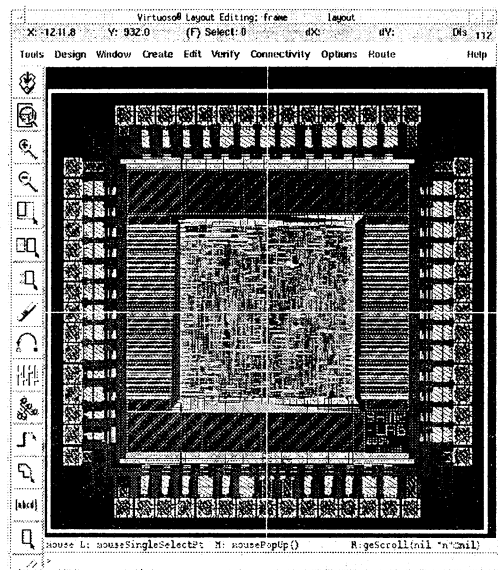 Virtuoso® Layout Editing: frame layout
X: -1211.8 Y: 932.0 (F) Select: 0 dX: dY: Dis 112
Tools Design Window Create Edit Verify Connectivity Options Route Help
[abcd]
mouse L: mouseSingleSelectPt M: mousePopUp() R:geScroll(nil "n" nil)
>